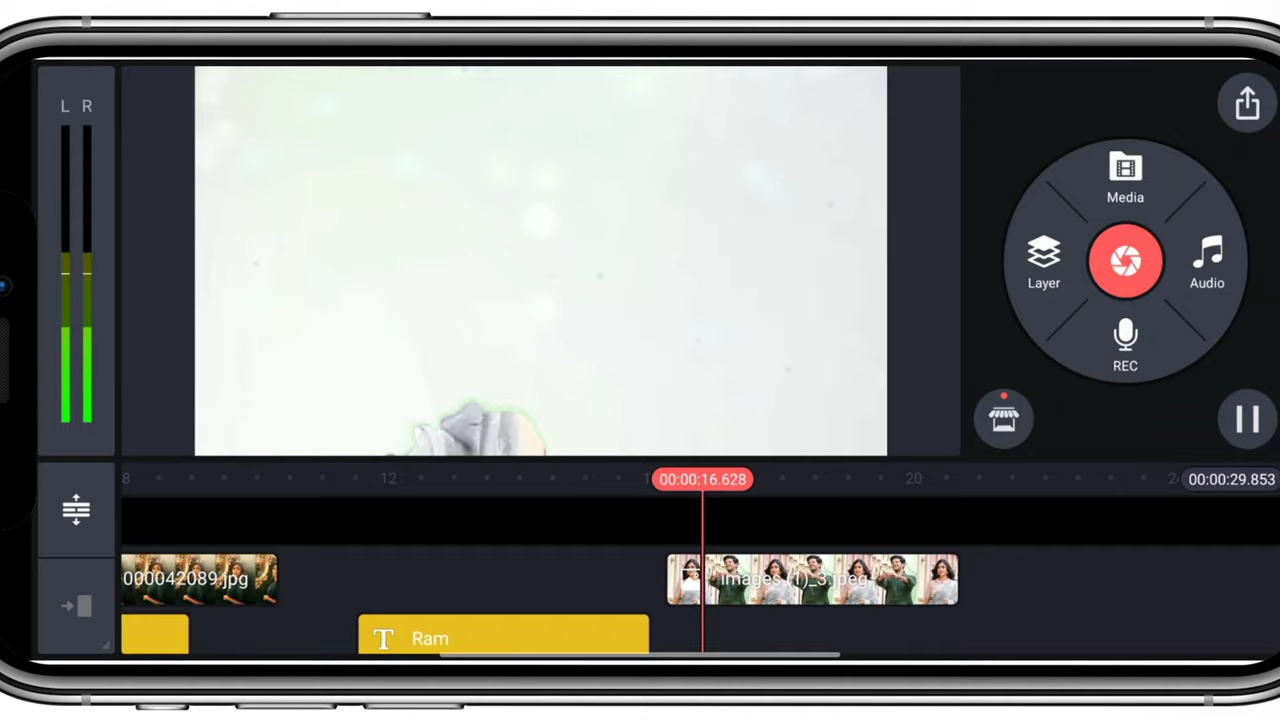 L R
Media
Layer
Audio
REC
8
12
00:00:16.628
20
00:00:29.853
000042089.jpg
images (1)_3.jpeg
T Ram